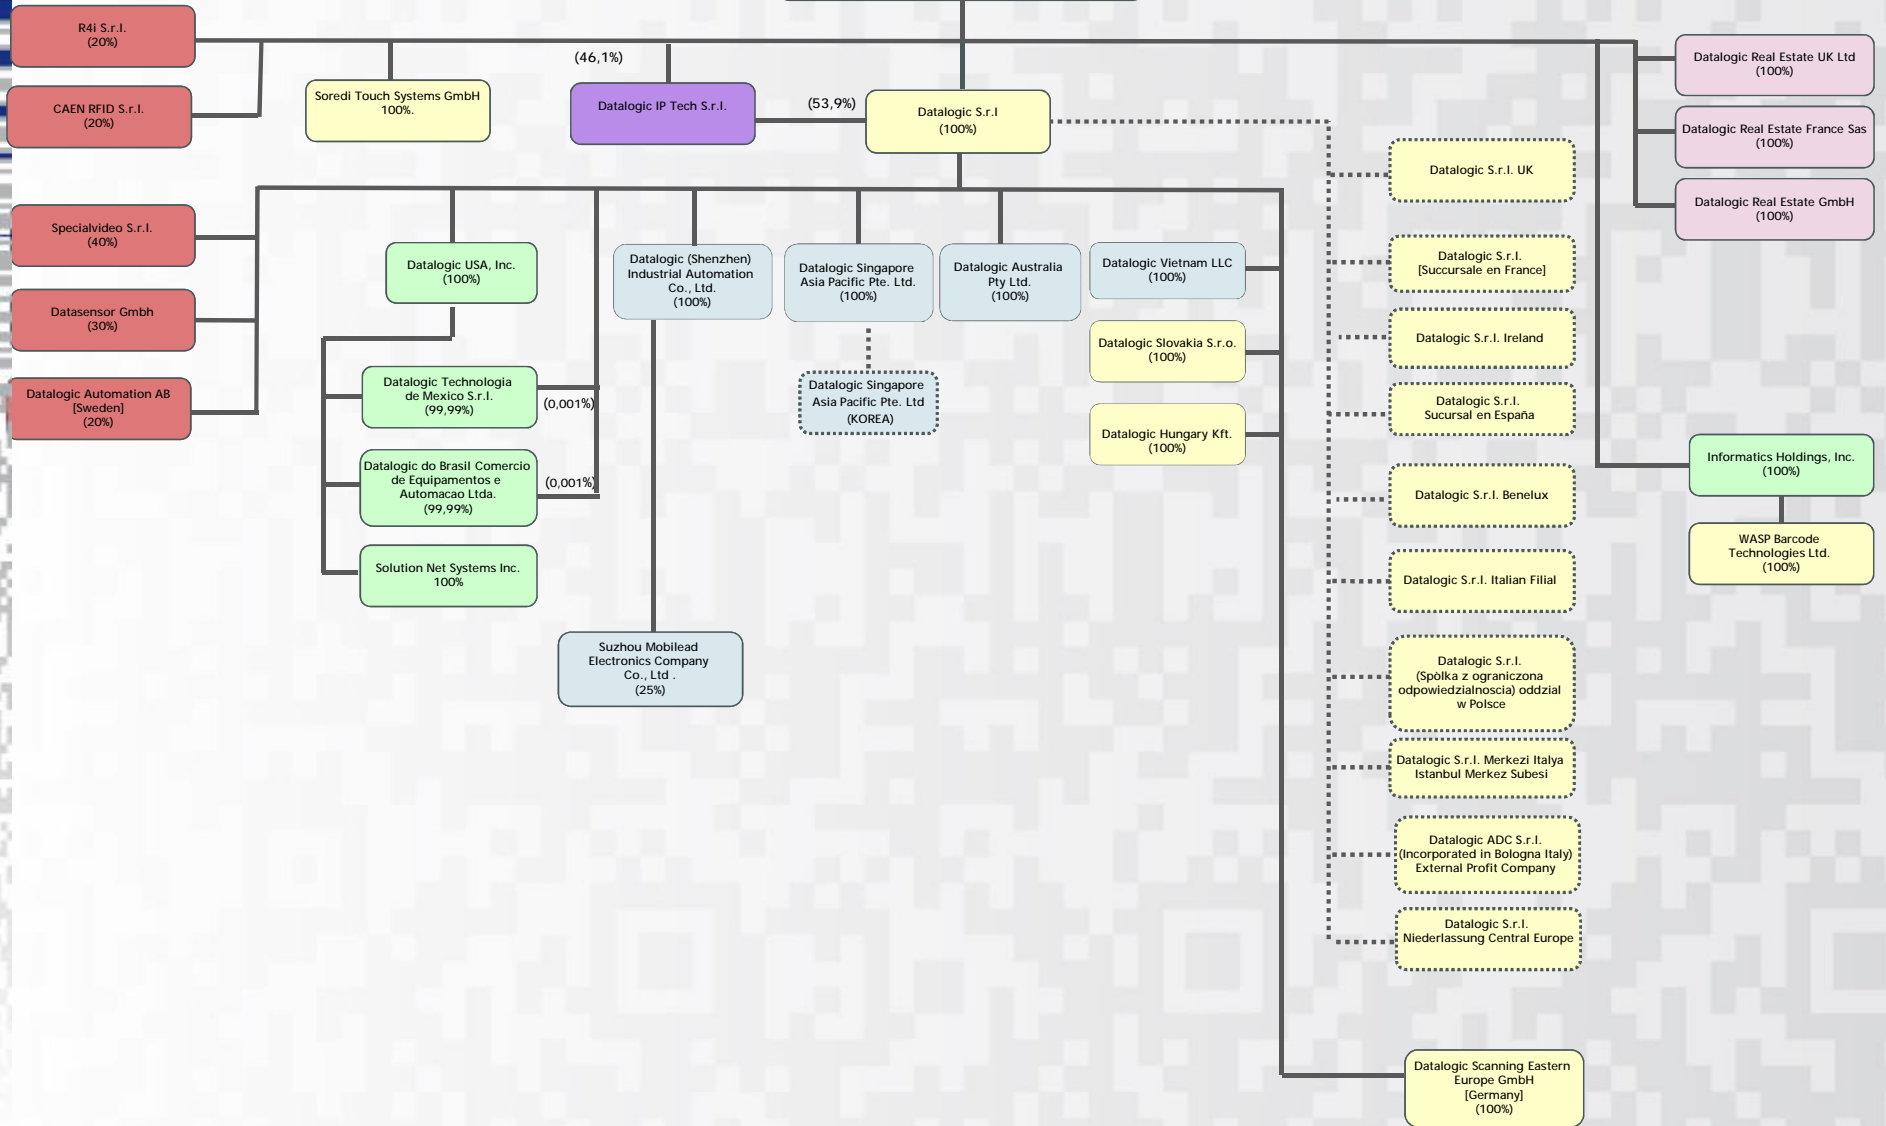 R4i S.r.l.
(20%)
CAEN RFID S.r.l.
(20%)
Soredi Touch Systems GmbH
100%.
(46,1%)
Datalogic IP Tech S.r.l.
(53,9%)
Datalogic S.r.l
(100%)
Datalogic Real Estate UK Ltd
(100%)
Datalogic Real Estate France Sas
(100%)
Datalogic Real Estate GmbH
(100%)
Specialvideo S.r.l.
(40%)
Datasensor Gmbh
(30%)
Datalogic Automation AB
[Sweden]
(20%)
Datalogic USA, Inc.
(100%)
Datalogic Technologia
de Mexico S.r.l.
(99,99%)
(0,001%)
Datalogic do Brasil Comercio
de Equipamentos e
Automacao Ltda.
(99,99%)
(0,001%)
Solution Net Systems Inc.
100%
Datalogic (Shenzhen)
Industrial Automation
Co., Ltd.
(100%)
Suzhou Mobilead
Electronics Company
Co., Ltd .
(25%)
Datalogic Singapore
Asia Pacific Pte. Ltd.
(100%)
Datalogic Singapore
Asia Pacific Pte. Ltd
(KOREA)
Datalogic Australia
Pty Ltd.
(100%)
Datalogic Vietnam LLC
(100%)
Datalogic Slovakia S.r.o.
(100%)
Datalogic Hungary Kft.
(100%)
Datalogic S.r.l. UK
Datalogic S.r.l.
[Succursale en France]
Datalogic S.r.l. Ireland
Datalogic S.r.l.
Sucursal en España
Datalogic S.r.l. Benelux
Datalogic S.r.l. Italian Filial
Datalogic S.r.l.
(Spòlka z ograniczona
odpowiedzialnoscia) oddzial
w Polsce
Datalogic S.r.l. Merkezi Italya
Istanbul Merkez Subesi
Datalogic ADC S.r.l.
(Incorporated in Bologna Italy)
External Profit Company
Datalogic S.r.l.
Niederlassung Central Europe
Datalogic Scanning Eastern
Europe GmbH
[Germany]
(100%)
Informatics Holdings, Inc.
(100%)
WASP Barcode
Technologies Ltd.
(100%)